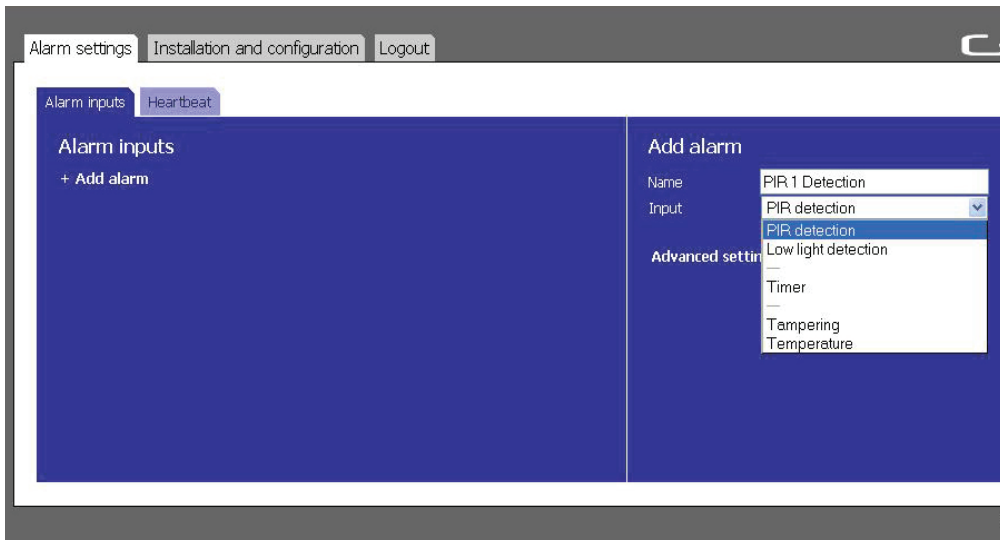 Alarm settings Installation and configuration Logout
Alarm inputs Heartbeat
Alarm inputs
+ Add alarm
Add alarm
Name PIR 1 Detection
Input PIR detection
PIR detection
Low light detection
—
Timer
—
Tampering
Temperature
Advanced